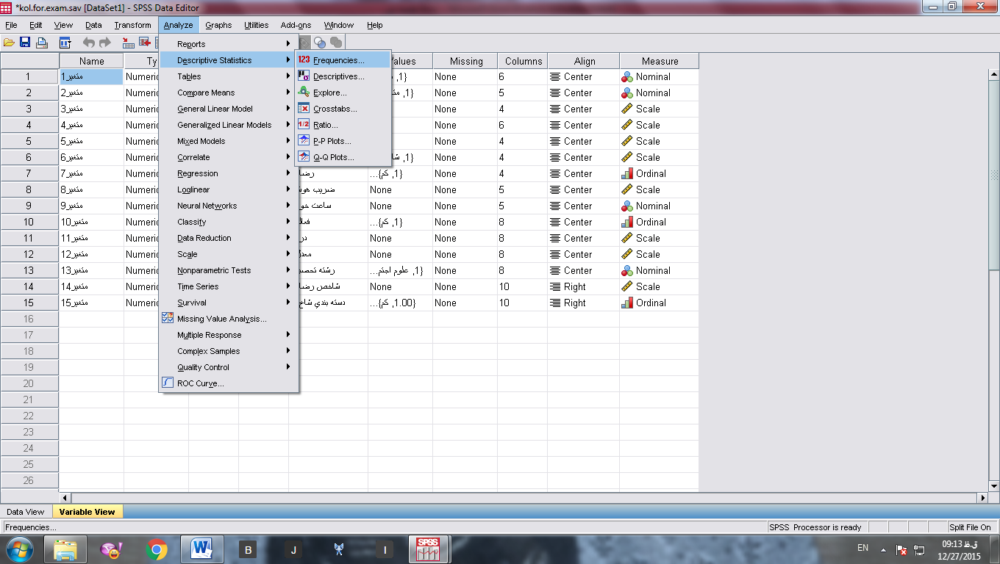 *kol.for.exam.sav [DataSet1] - SPSS Data Editor
File Edit View Data Transform Analyze Graphs Utilities Add-ons Window Help
Name Ty alues Missing Columns Align Measure
1 متغیر1 Numeric {1, None 6 Center Nominal
2 متغیر2 Numeric {1, None 5 Center Nominal
3 متغیر3 Numeric None 4 Center Scale
4 متغیر4 Numeric None 6 Center Scale
5 متغیر5 Numeric None 4 Center Scale
6 متغیر6 Numeric {1, None 4 Center Scale
7 متغیر7 Numeric رضا {1, کم}... None 4 Center Ordinal
8 متغیر8 Numeric ضریب هوش None None 5 Center Scale
9 متغیر9 Numeric ساعت خو None None 5 Center Nominal
10 متغیر10 Numeric فعال {1, کم}... None 8 Center Ordinal
11 متغیر11 Numeric در None None 8 Center Scale
12 متغیر12 Numeric معدل None None 8 Center Scale
13 متغیر13 Numeric رشته تحصی {1, علوم اجتم... None 8 Center Nominal
14 متغیر14 Numeric شاخص رضا None None 10 Right Scale
15 متغیر15 Numeric دسته بندي شاخ {1.00, کم}... None 10 Right Ordinal
16
17
18
19
20
21
22
23
24
25
26
Reports
Descriptive Statistics
Tables
Compare Means
General Linear Model
Generalized Linear Models
Mixed Models
Correlate
Regression
Loglinear
Neural Networks
Classify
Data Reduction
Scale
Nonparametric Tests
Time Series
Survival
Missing Value Analysis...
Multiple Response
Complex Samples
Quality Control
ROC Curve...
123 Frequencies...
Descriptives...
Explore...
Crosstabs...
1/2 Ratio...
P-P Plots...
Q-Q Plots...
Data View Variable View
Frequencies... SPSS Processor is ready Split File On
W B J I SPSS EN
09:13 ق.ظ
12/27/2015